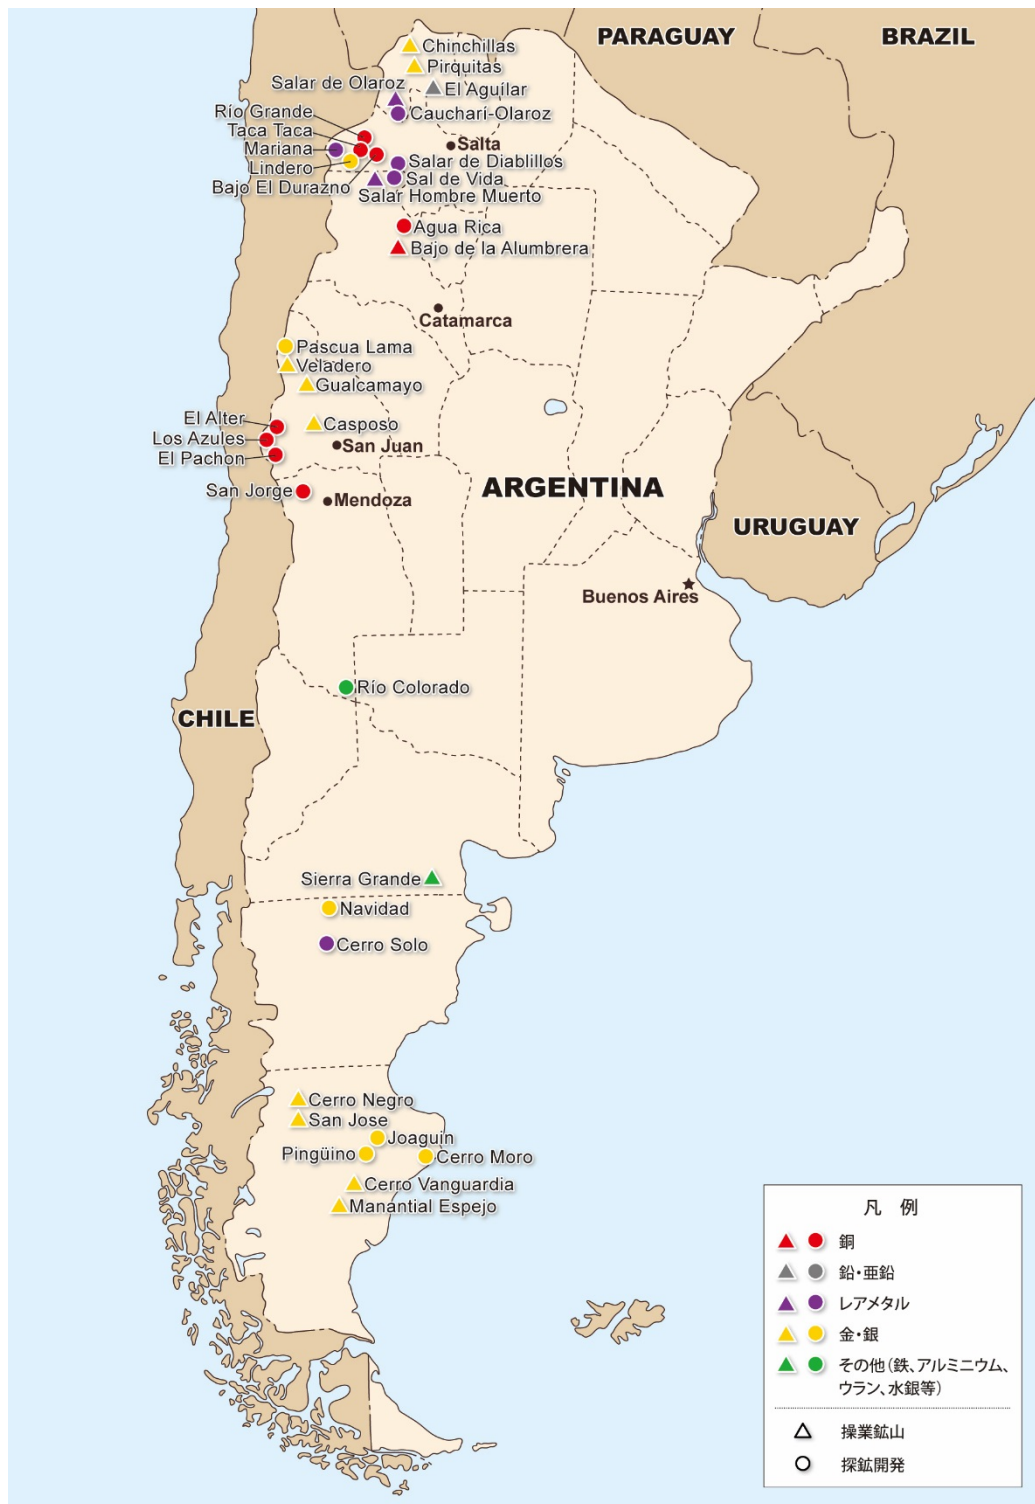 PARAGUAY
BRAZIL
Chinchillas
Pirquitas
Salar de Olaroz
El Aguílar
Río Grande
Cauchari-Olaroz
Taca Taca
Mariana
Salta
Lindero
Salar de Diablillos
Bajo El Durazno
Sal de Vida
Salar Hombre Muerto
Agua Rica
Bajo de la Alumbrera
Catamarca
Pascua Lama
Veladero
Gualcamayo
El Alter
Casposo
Los Azules
San Juan
El Pachon
San Jorge
Mendoza
ARGENTINA
URUGUAY
Buenos Aires
Río Colorado
CHILE
Sierra Grande
Navidad
Cerro Solo
Cerro Negro
San Jose
Joaquin
Pingüino
Cerro Moro
Cerro Vanguardia
Manantial Espejo
凡 例
銅
鉛・亜鉛
レアメタル
金・銀
その他(鉄、アルミニウム、
ウラン、水銀等)
操業鉱山
探鉱開発